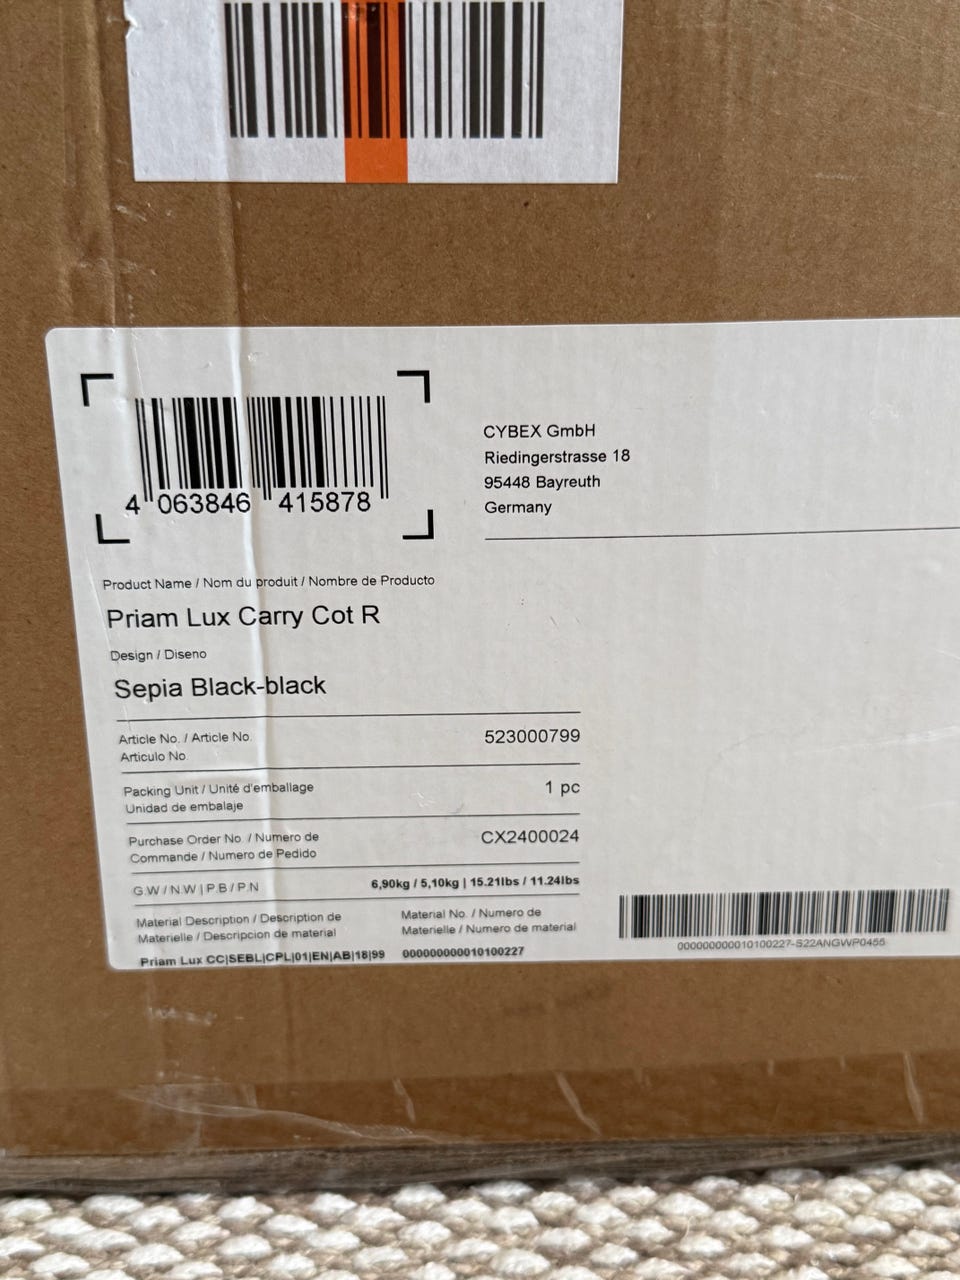 4 063846 415878
CYBEX GmbH
Riedingerstrasse 18
95448 Bayreuth
Germany
Product Name / Nom du produit / Nombre de Producto
Priam Lux Carry Cot R
Design / Diseno
Sepia Black-black
Article No. / Article No.
Articulo No.
523000799
Packing Unit / Unité d'emballage
Unidad de embalaje
1 pc
Purchase Order No. / Numero de
Commande / Numero de Pedido
CX2400024
G.W / N.W | P.B / P.N
6,90kg / 5,10kg | 15.21lbs / 11.24lbs
Material Description / Description de
Materielle / Descripcion de material
Material No. / Numero de
Materielle / Numero de material
Priam Lux CC|SEBL|CPL|01|EN|AB|18|99
000000000010100227
000000000010100227-S22ANGWP0455